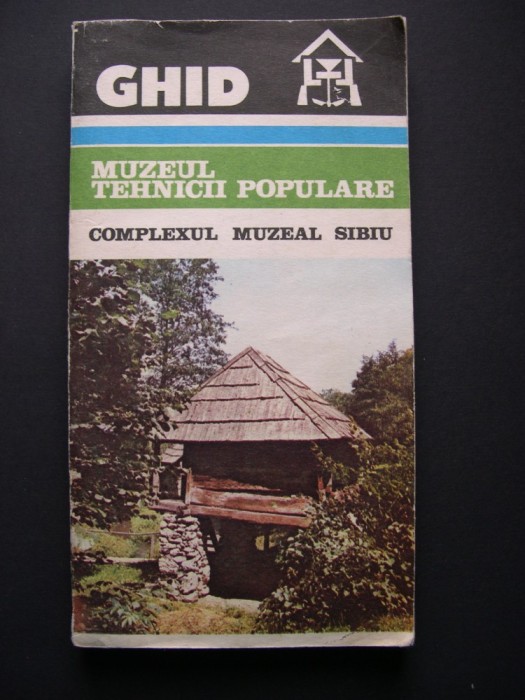 GHID
MUZEUL
TEHNICII POPULARE
COMPLEXUL MUZEAL SIBIU